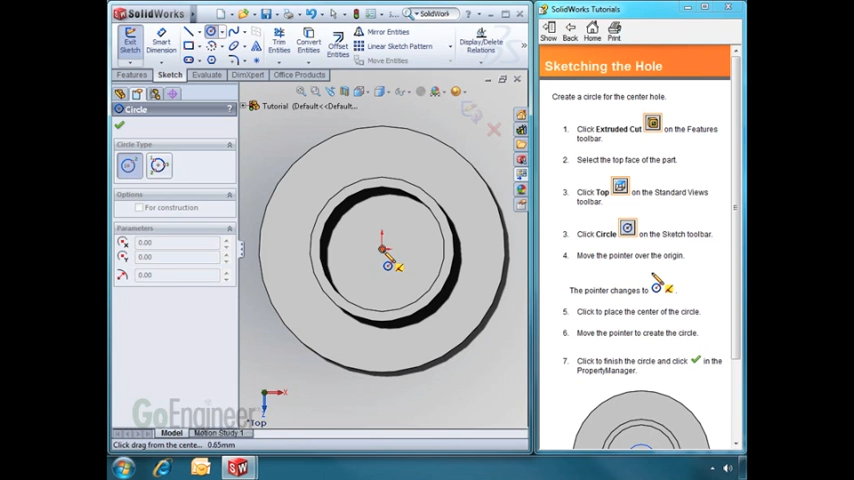 SolidWorks
SolidWork
SolidWorks Tutorials
Exit
Sketch
Smart
Dimension
Trim
Entities
Convert
Entities
Offset
Entities
Mirror Entities
Linear Sketch Pattern
Move Entities
Display/Delete
Relations
Show
Back
Home
Print
Features
Sketch
Evaluate
DimXpert
Office Products
Circle
?
Tutorial (Default<<Default...
Circle Type
Options
For construction
Parameters
0.00
0.00
0.00
Sketching the Hole
Create a circle for the center hole.
1. Click Extruded Cut on the Features
toolbar.
2. Select the top face of the part.
3. Click Top on the Standard Views
toolbar.
3. Click Circle on the Sketch toolbar.
4. Move the pointer over the origin.
The pointer changes to .
5. Click to place the center of the circle.
6. Move the pointer to create the circle.
7. Click to finish the circle and click in the
PropertyManager.
X
Z
*Top
GoEngineer
Model
Motion Study 1
Click drag from the cente...
0.65mm
SW